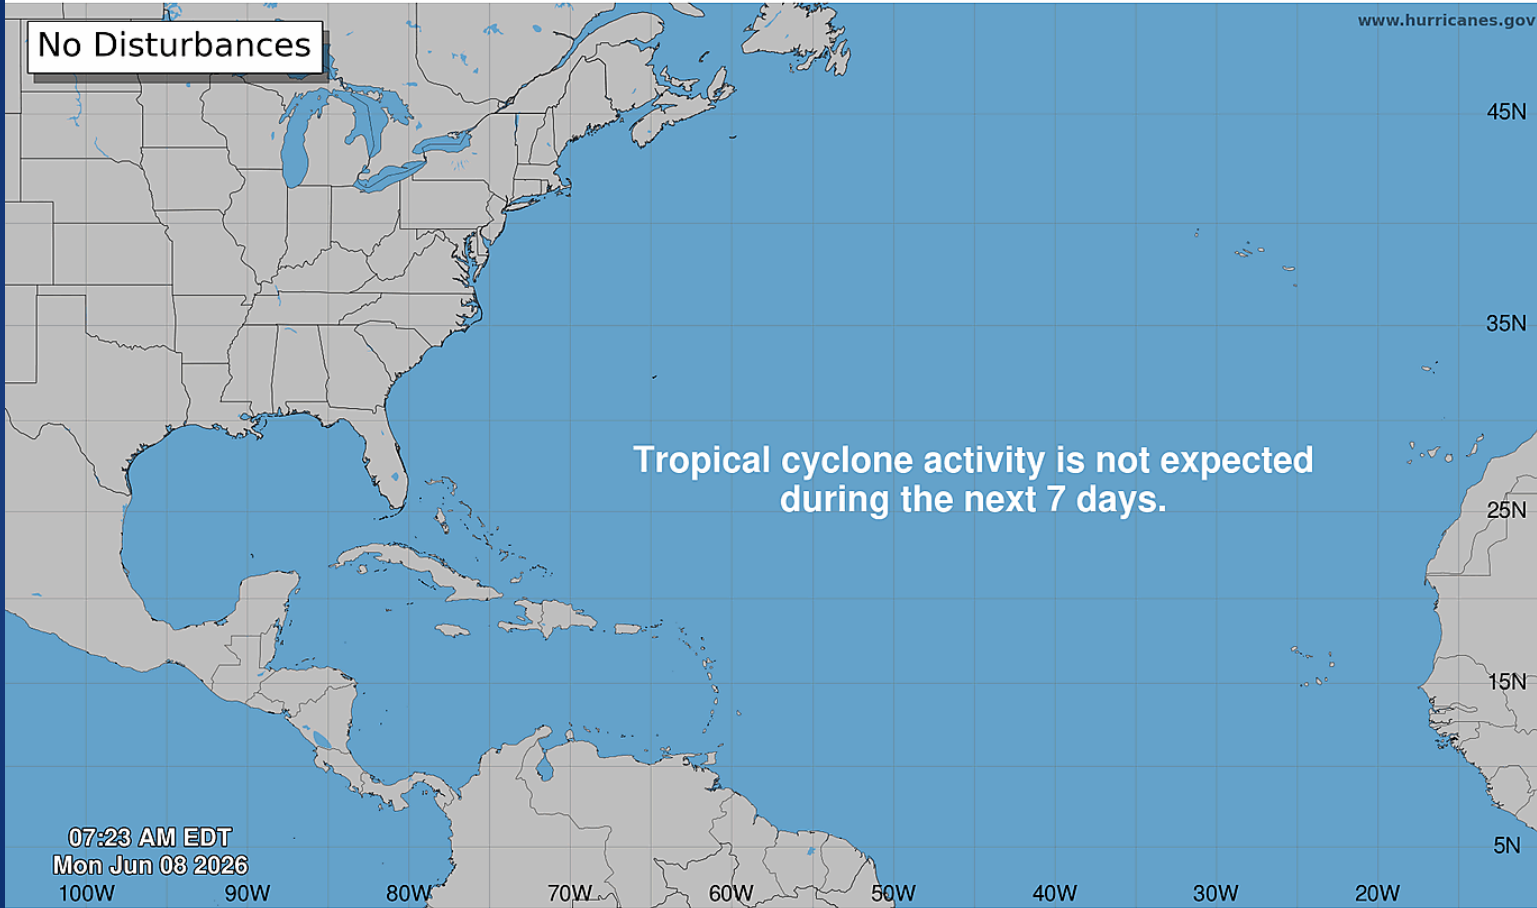 www.hurricanes.gov
No Disturbances
45N
35N
Tropical cyclone activity is not expected
during the next 7 days.
25N
15N
07:23 AM EDT
Mon Jun 08 2026
5N
100W 90W 80W 70W 60W 50W 40W 30W 20W